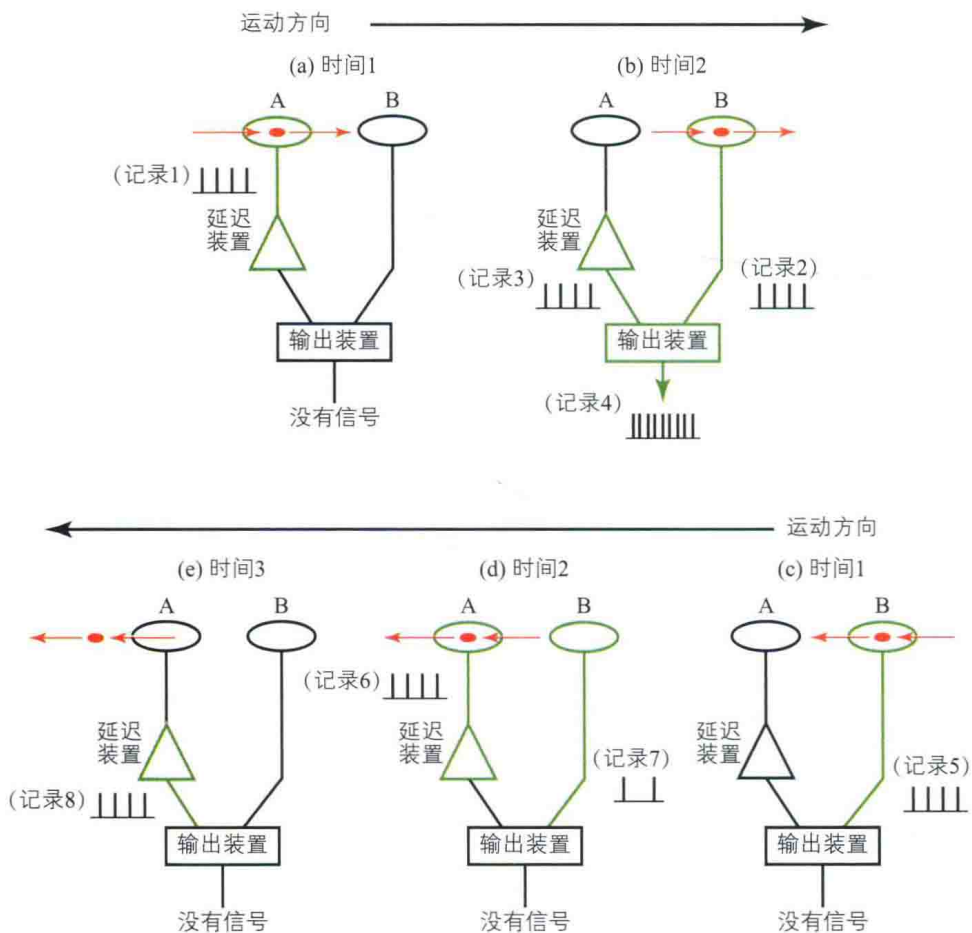 运动方向
(a) 时间1
(b) 时间2
A
B
A
B
(记录1)
延迟
装置
延迟
装置
(记录3)
(记录2)
输出装置
输出装置
没有信号
(记录4)
运动方向
(e) 时间3
(d) 时间2
(c) 时间1
A
B
A
B
A
B
(记录6)
延迟
装置
延迟
装置
延迟
装置
(记录7)
(记录5)
(记录8)
输出装置
输出装置
输出装置
没有信号
没有信号
没有信号